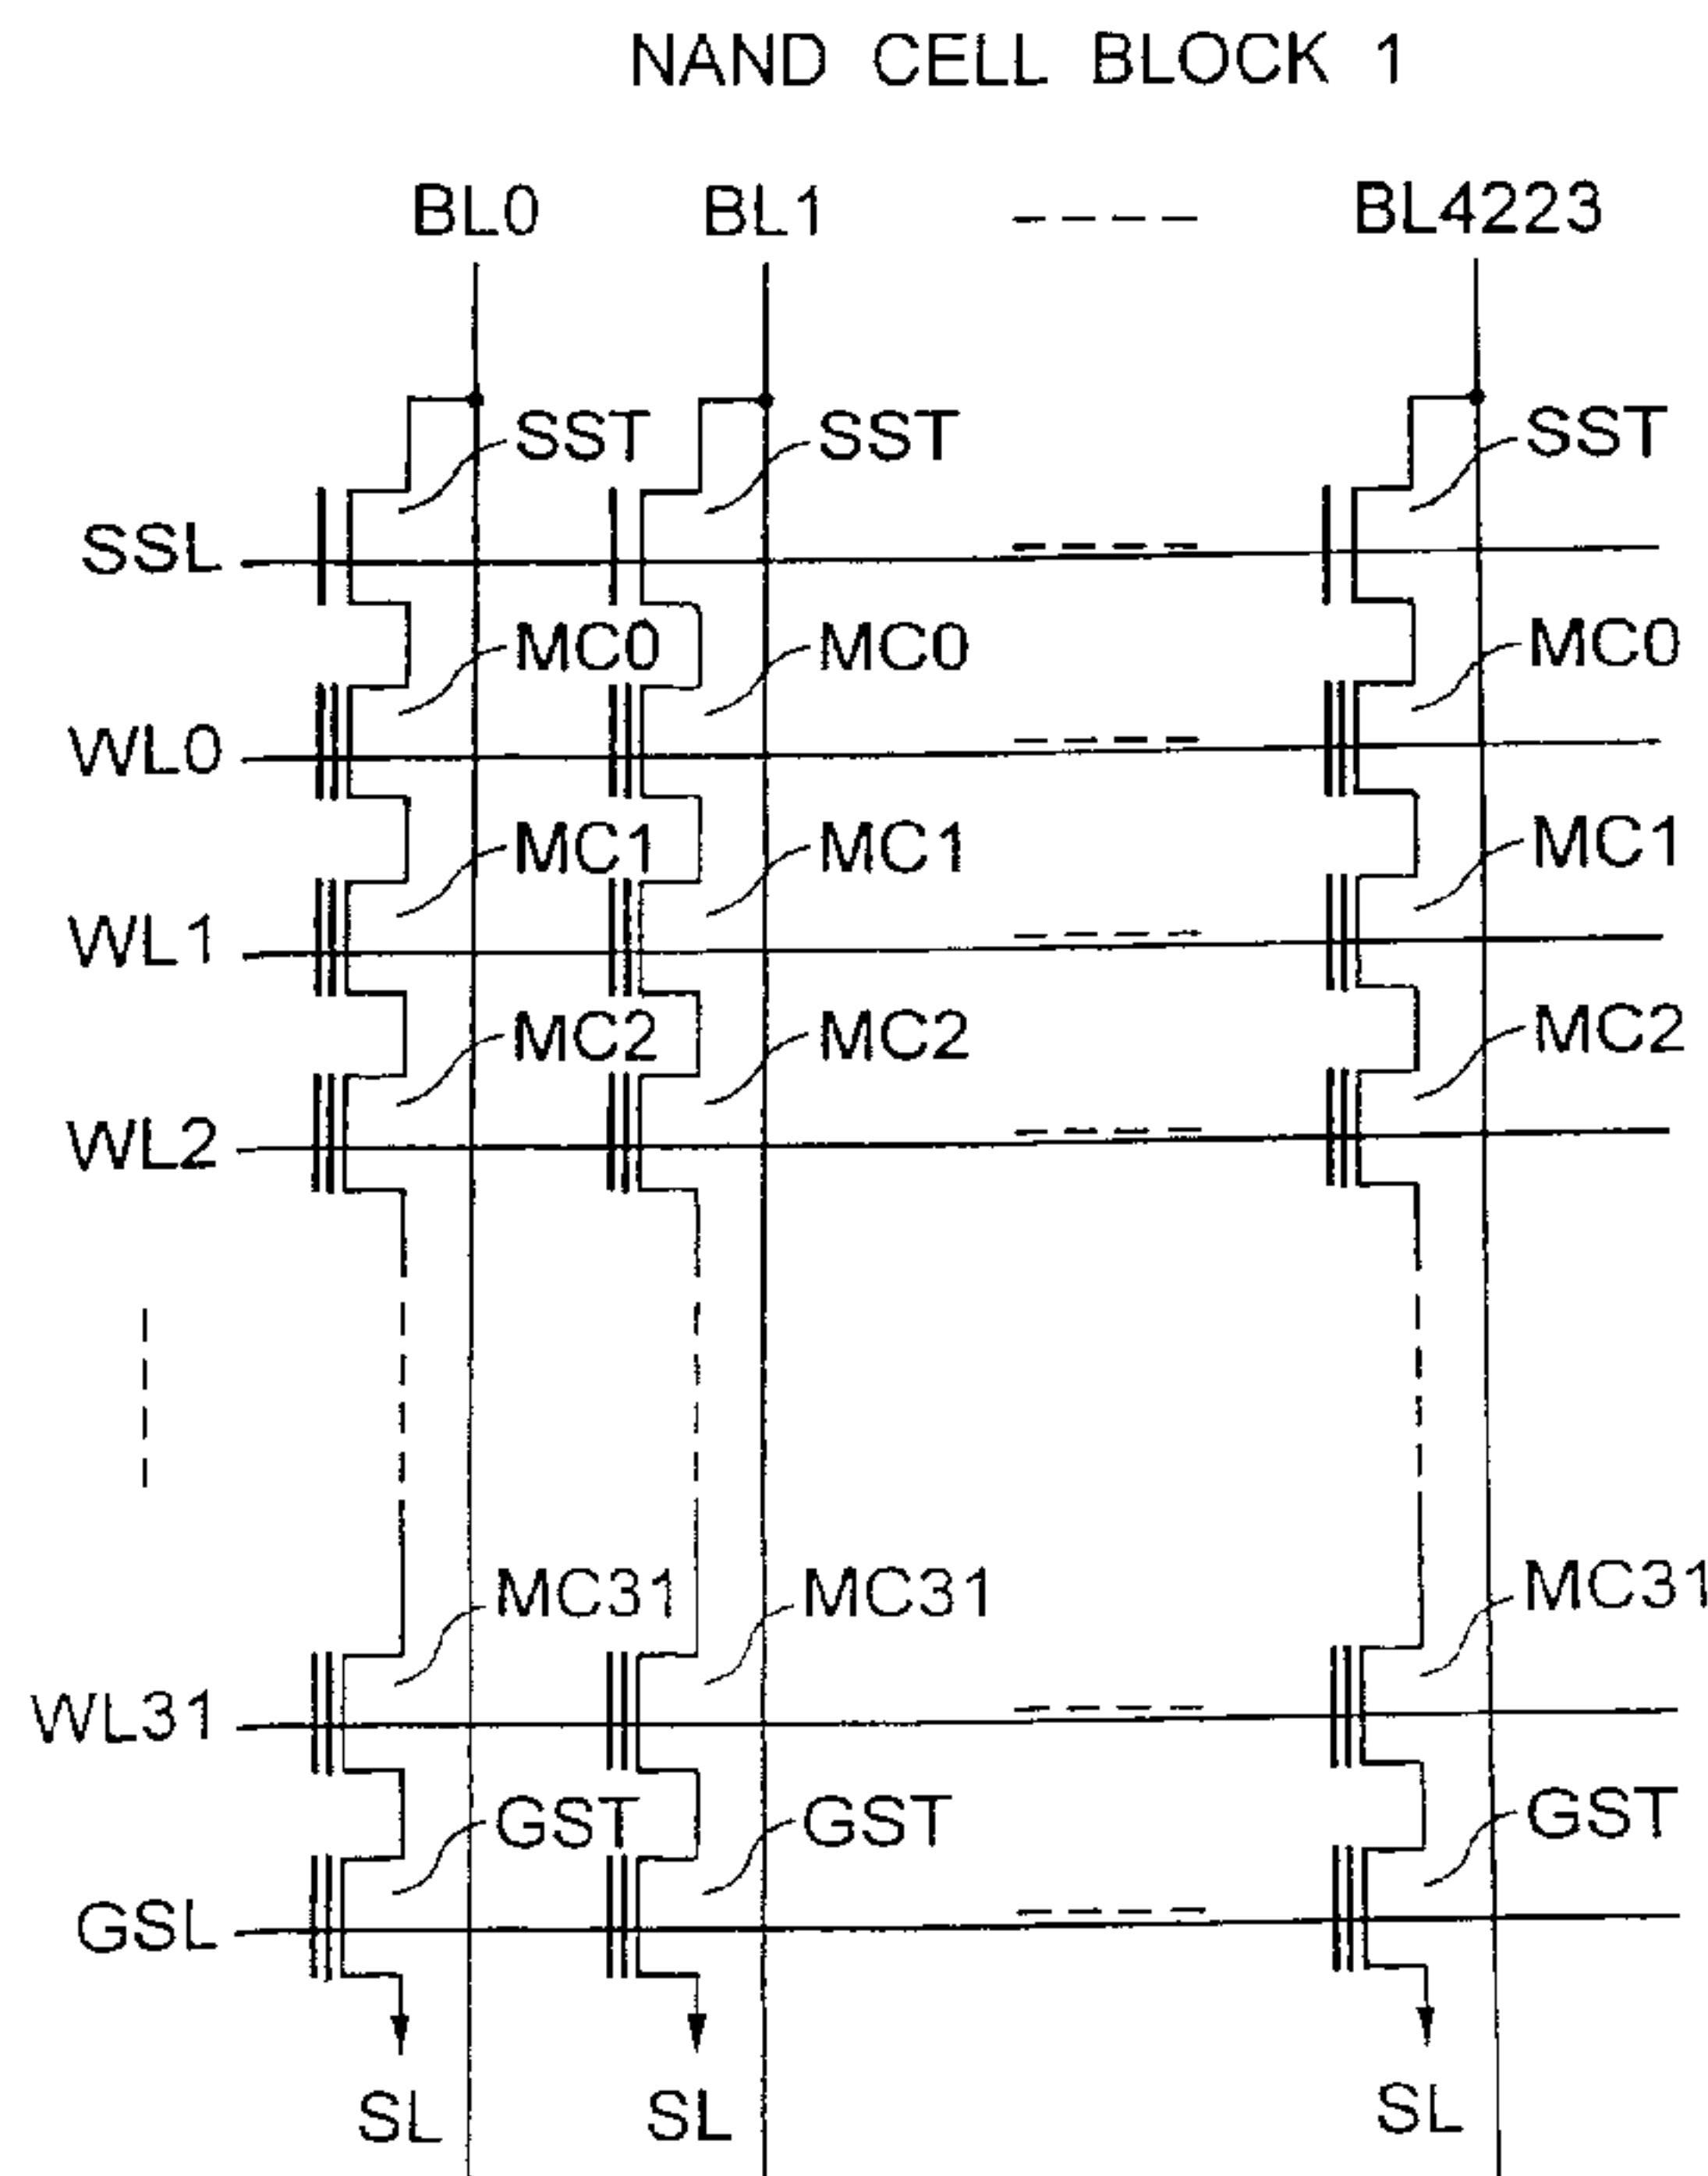 NAND CELL BLOCK 1
BL0 BL1 BL4223
SST SST SST
SSL
MC0 MC0 MC0
WL0
MC1 MC1 MC1
WL1
MC2 MC2 MC2
WL2
MC31 MC31 MC31
WL31
GST GST GST
GSL
SL SL SL